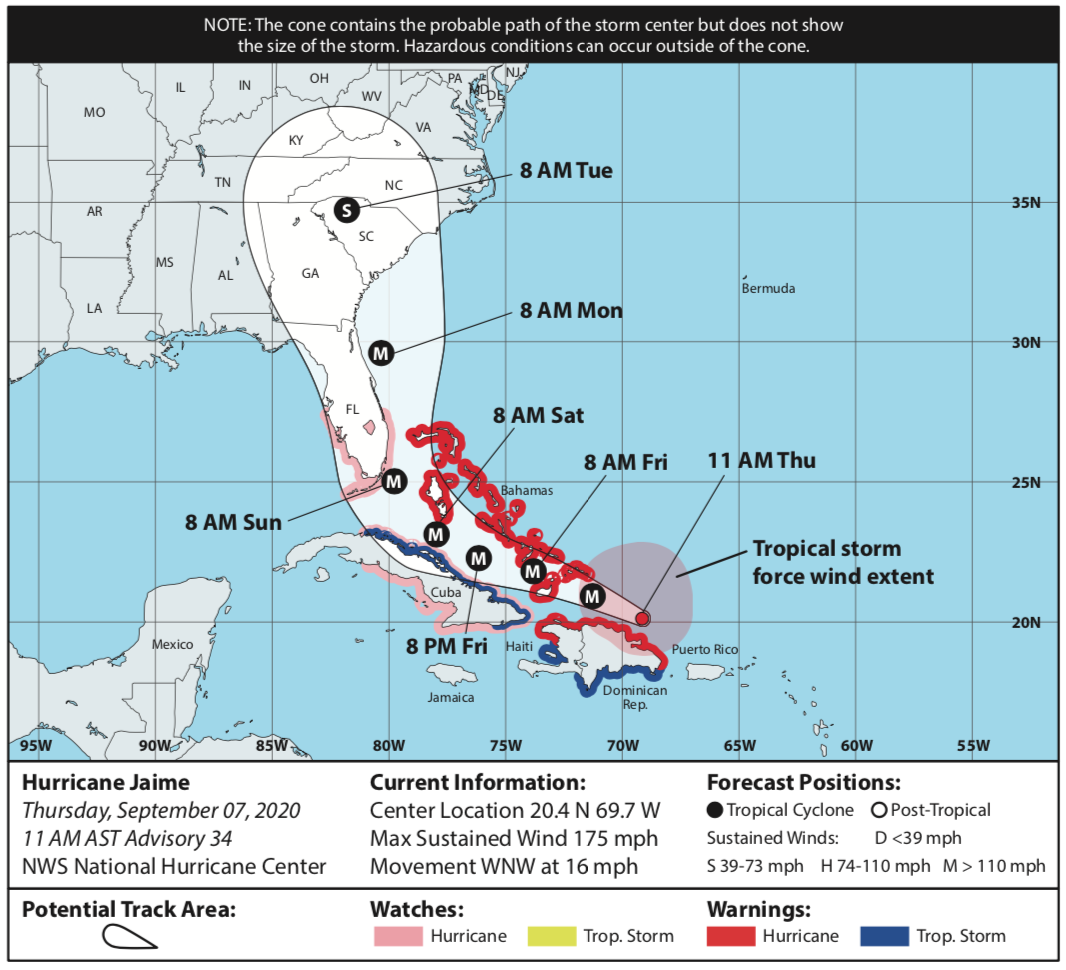 NOTE: The cone contains the probable path of the storm center but does not show
the size of the storm. Hazardous conditions can occur outside of the cone.
MO
IL
IN
OH
WV
PA
MD
DE
NJ
KY
VA
TN
NC
8 AM Tue
AR
S
SC
35N
MS
AL
GA
LA
Bermuda
8 AM Mon
M
30N
FL
8 AM Sat
8 AM Fri
11 AM Thu
M
25N
Bahamas
8 AM Sun
M
M
M
M
Tropical storm
force wind extent
Cuba
20N
8 PM Fri
Haiti
Mexico
Puerto Rico
Jamaica
Dominican
Rep.
95W
90W
85W
80W
75W
70W
65W
60W
55W
Hurricane Jaime
Thursday, September 07, 2020
11 AM AST Advisory 34
NWS National Hurricane Center
Current Information:
Center Location 20.4 N 69.7 W
Max Sustained Wind 175 mph
Movement WNW at 16 mph
Forecast Positions:
Tropical Cyclone Post-Tropical
Sustained Winds: D <39 mph
S 39-73 mph H 74-110 mph M > 110 mph
Potential Track Area:
Watches:
Hurricane Trop. Storm
Warnings:
Hurricane Trop. Storm